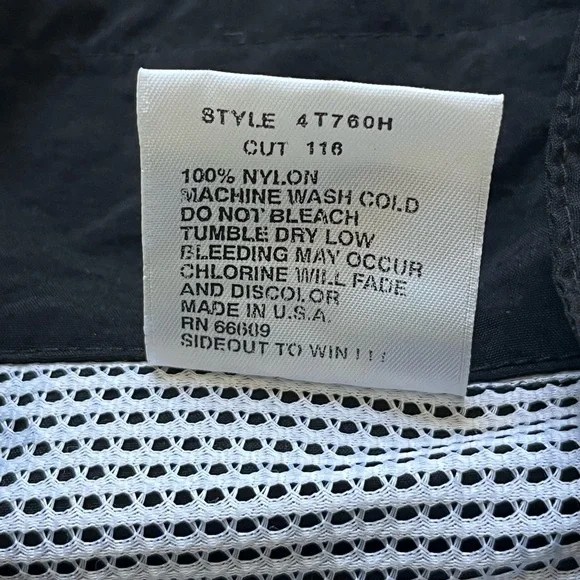 STYLE 4T760H
CUT 116
100% NYLON
MACHINE WASH COLD
DO NOT BLEACH
TUMBLE DRY LOW
BLEEDING MAY OCCUR
CHLORINE WILL FADE
AND DISCOLOR
MADE IN U.S.A.
RN 66609
SIDEOUT TO WIN !!!